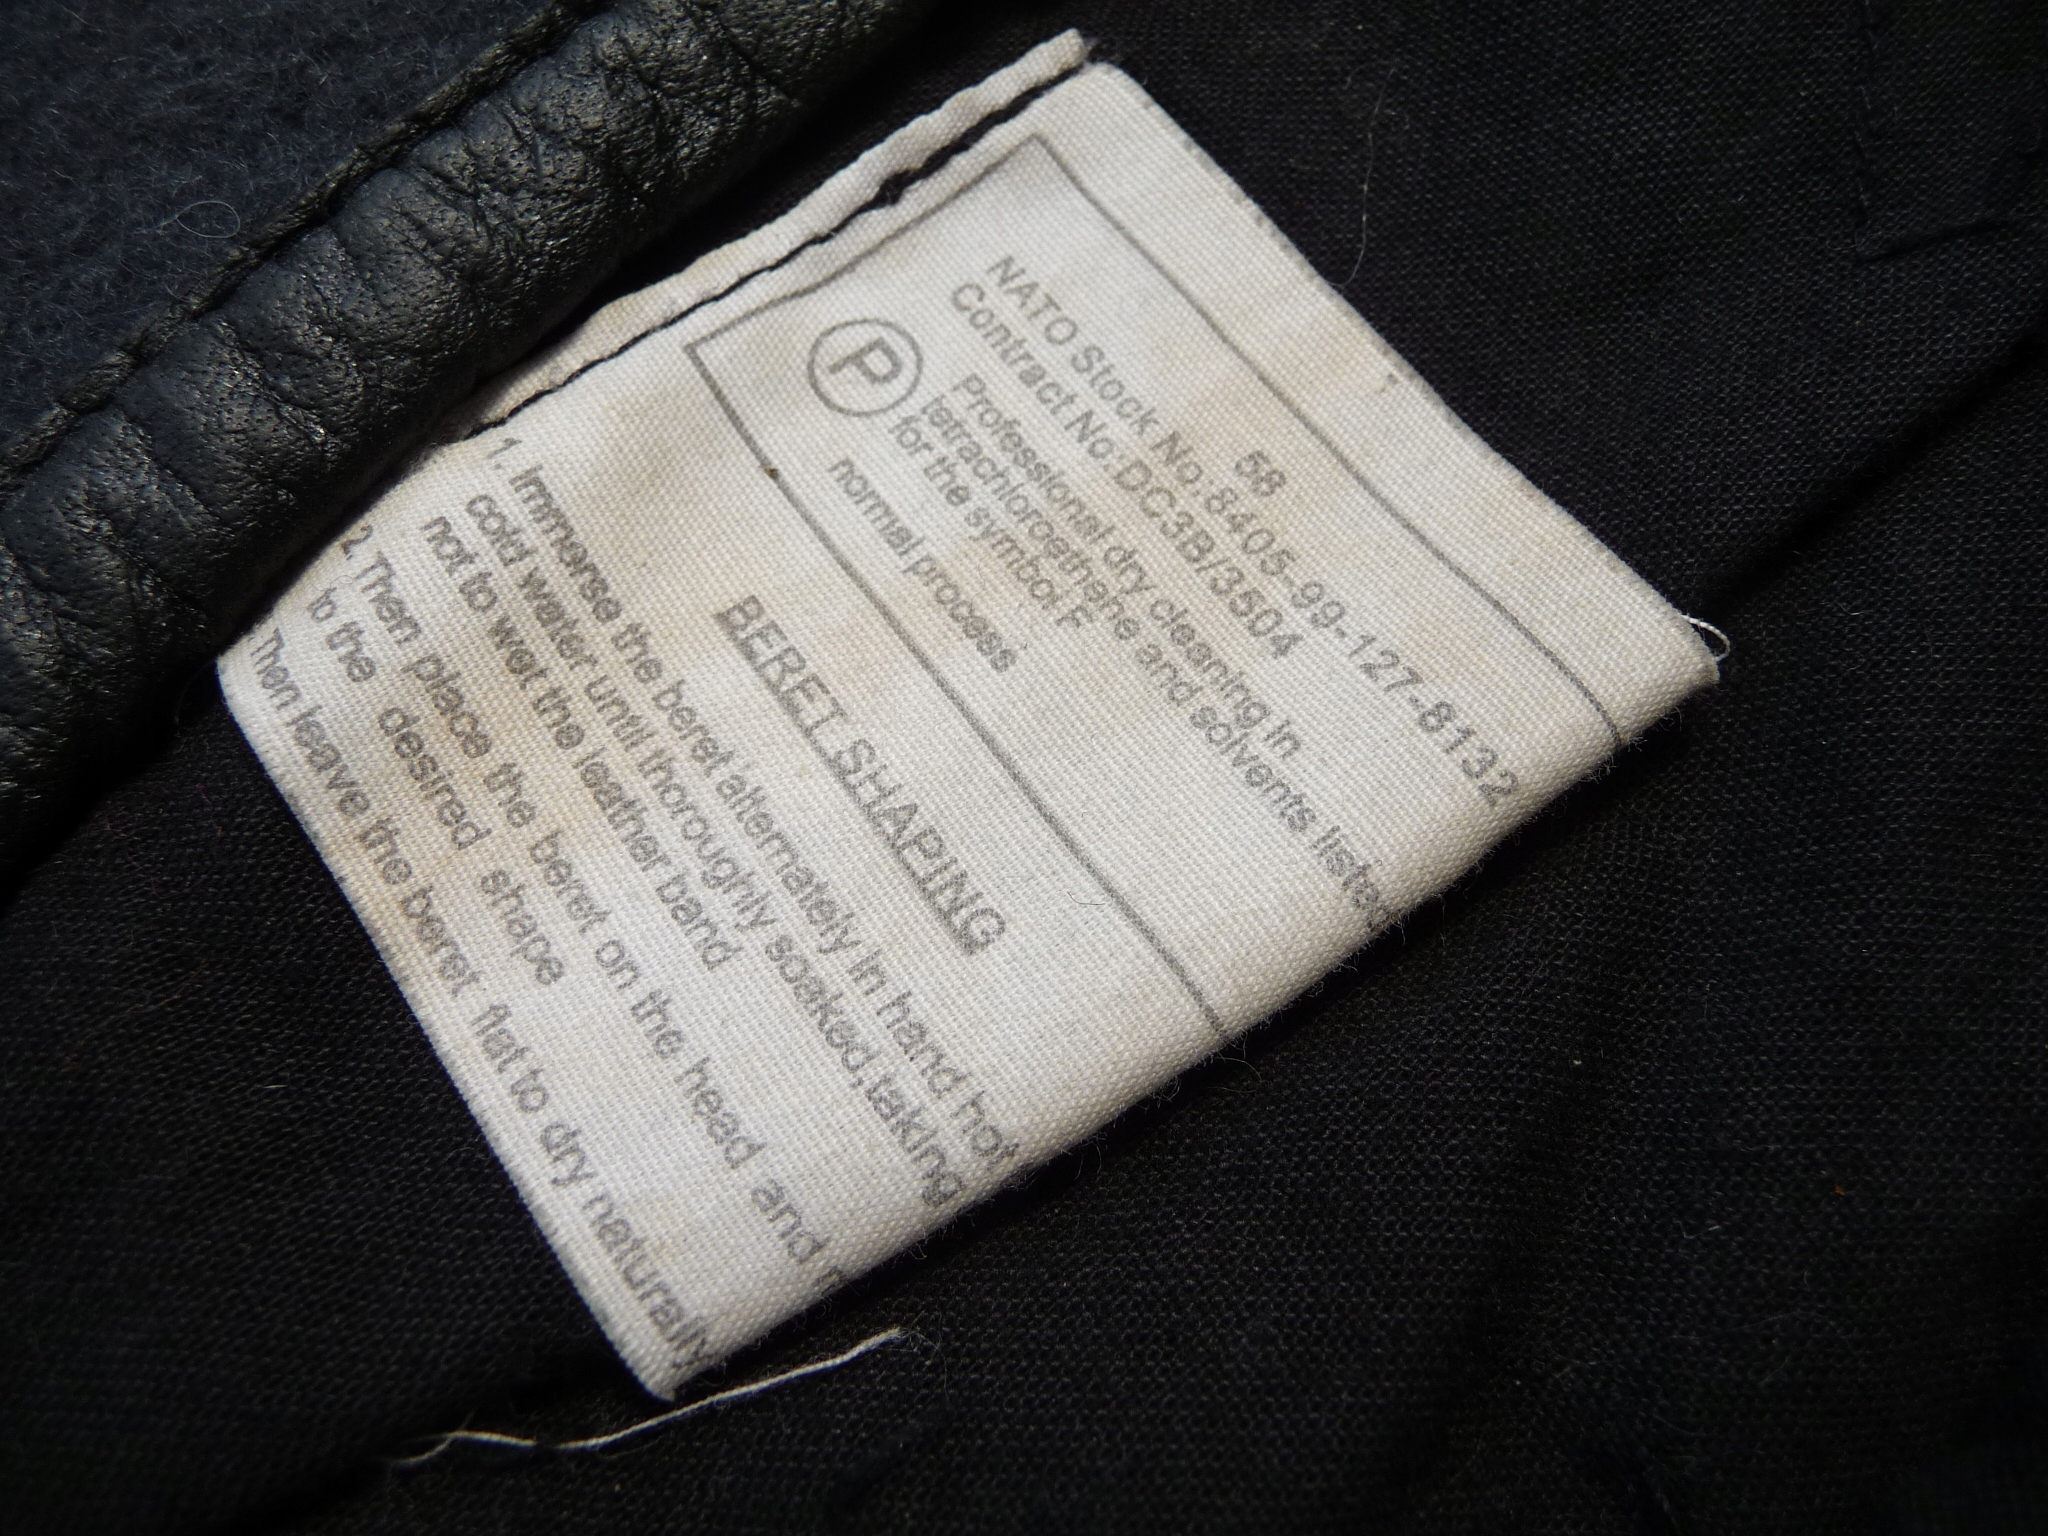 58
NATO Stock No:8405-99-127-8132
Contract No:DC3B/3504
Professional dry cleaning in
tetrachloroethene and solvents liste
for the symbol F
P
normal process
BERET SHAPING
1. Immerse the beret alternately in hand hot
cold water until thoroughly soaked,taking
not to wet the leather band
2. Then place the beret on the head and
to the desired shape
Then leave the beret flat to dry naturally